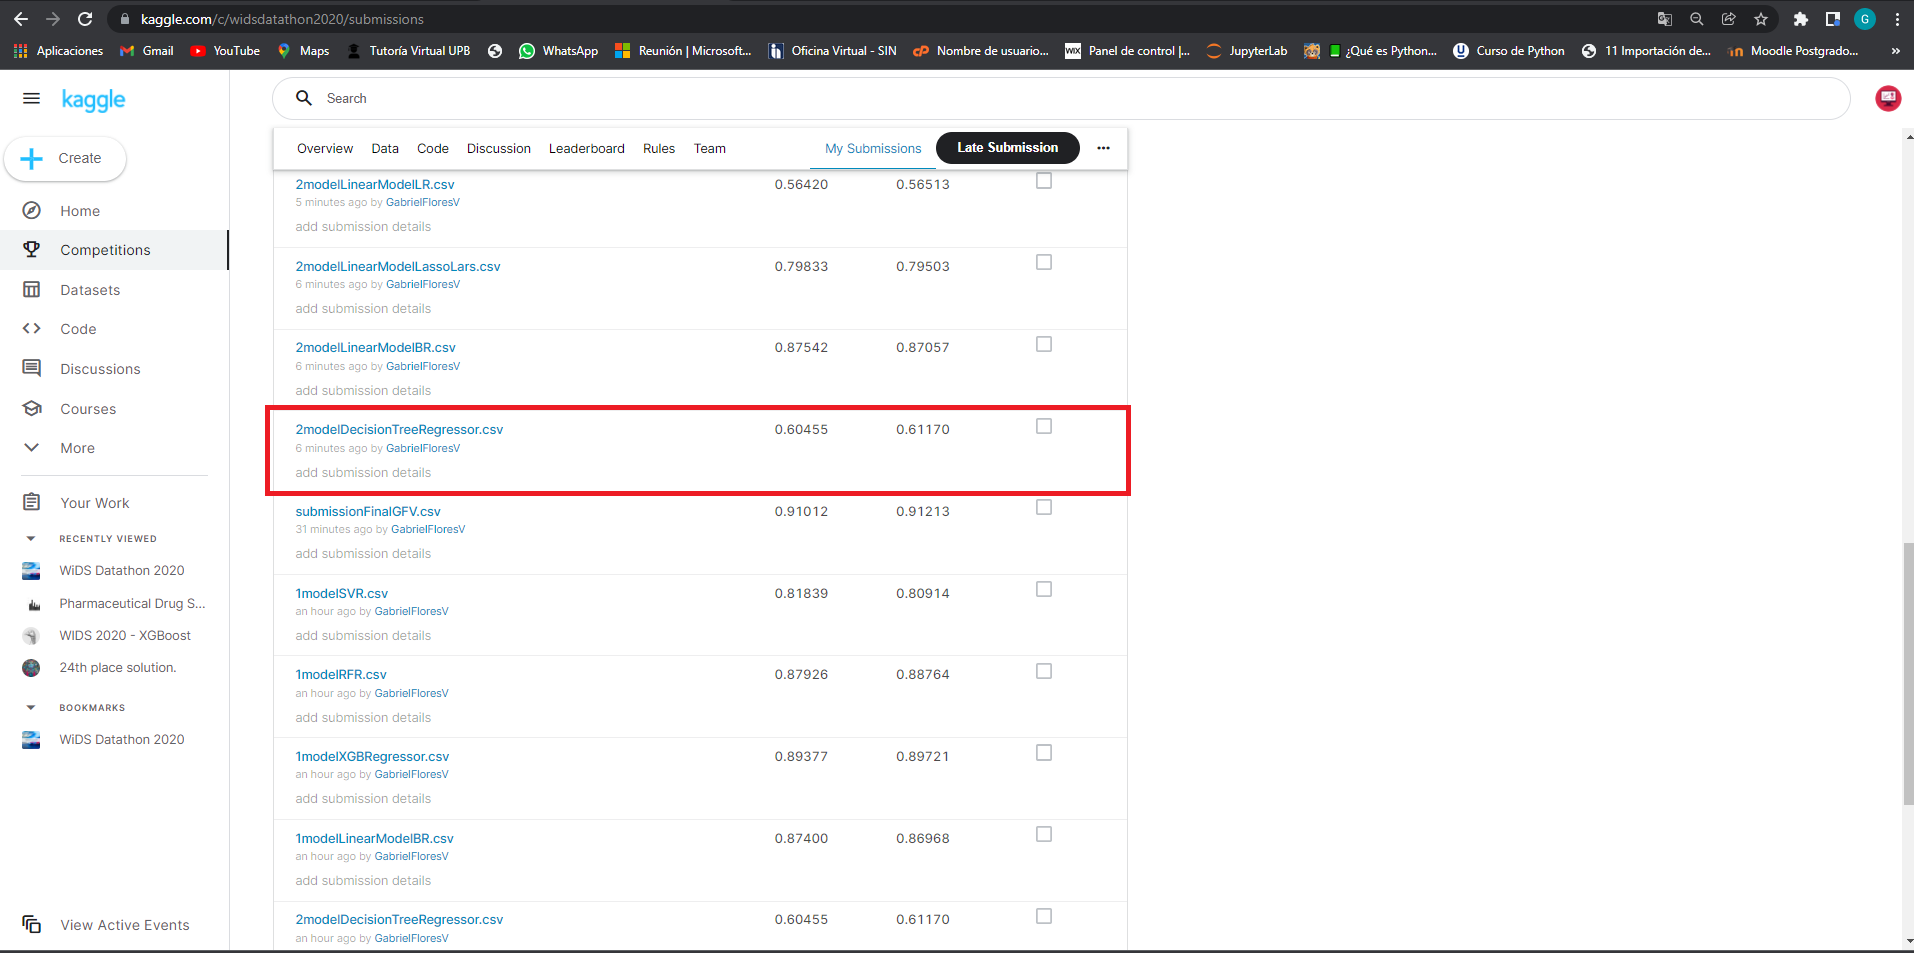 kaggle.com/c/widsdatathon2020/submissions
G
Aplicaciones Gmail YouTube Maps Tutoría Virtual UPB WhatsApp Reunión | Microsoft... Oficina Virtual - SIN Nombre de usuario... Panel de control |... JupyterLab ¿Qué es Python... Curso de Python 11 Importación de... Moodle Postgrado... »
kaggle
Search
Create
Overview Data Code Discussion Leaderboard Rules Team My Submissions Late Submission ...
Home
Competitions
Datasets
Code
Discussions
Courses
More
Your Work
RECENTLY VIEWED
WiDS Datathon 2020
Pharmaceutical Drug S...
WIDS 2020 - XGBoost
24th place solution.
BOOKMARKS
WiDS Datathon 2020
View Active Events
2modelLinearModelLR.csv 0.56420 0.56513
5 minutes ago by GabrielFloresV
add submission details
2modelLinearModelLassoLars.csv 0.79833 0.79503
6 minutes ago by GabrielFloresV
add submission details
2modelLinearModelBR.csv 0.87542 0.87057
6 minutes ago by GabrielFloresV
add submission details
2modelDecisionTreeRegressor.csv 0.60455 0.61170
6 minutes ago by GabrielFloresV
add submission details
submissionFinalGFV.csv 0.91012 0.91213
31 minutes ago by GabrielFloresV
add submission details
1modelSVR.csv 0.81839 0.80914
an hour ago by GabrielFloresV
add submission details
1modelRFR.csv 0.87926 0.88764
an hour ago by GabrielFloresV
add submission details
1modelXGBRegressor.csv 0.89377 0.89721
an hour ago by GabrielFloresV
add submission details
1modelLinearModelBR.csv 0.87400 0.86968
an hour ago by GabrielFloresV
add submission details
2modelDecisionTreeRegressor.csv 0.60455 0.61170
an hour ago by GabrielFloresV